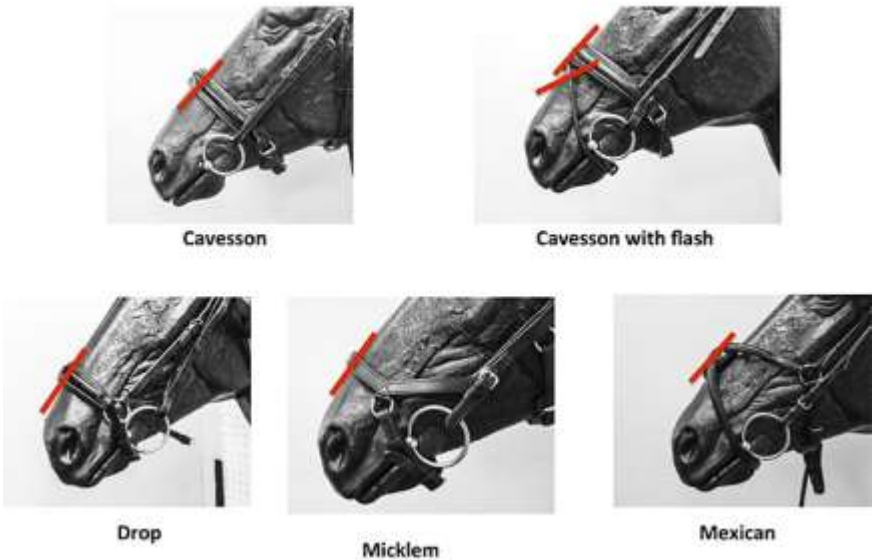 Cavesson
Cavesson with flash
Drop
Micklem
Mexican